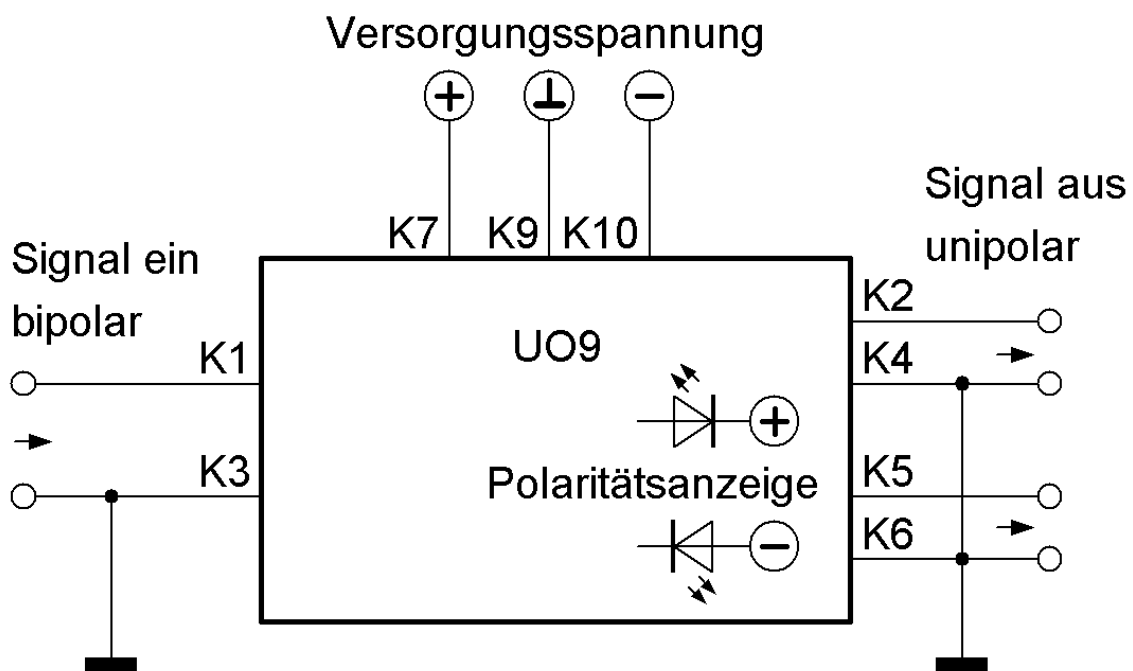 Versorgungsspannung
+ ⊥ −
K7 K9 K10
Signal ein
bipolar
K1
K3
UO9
+
Polaritätsanzeige
−
Signal aus
unipolar
K2
K4
K5
K6